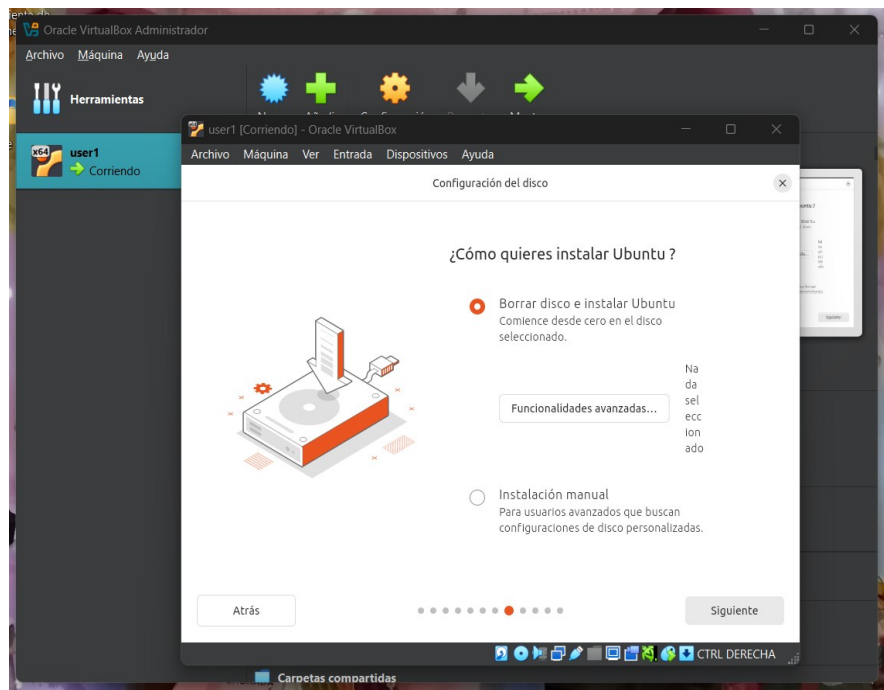 Oracle VirtualBox Administrador
Archivo Máquina Ayuda
Herramientas
x64
user1
Corriendo
user1 [Corriendo] - Oracle VirtualBox
Archivo Máquina Ver Entrada Dispositivos Ayuda
Configuración del disco
¿Cómo quieres instalar Ubuntu ?
Borrar disco e instalar Ubuntu
Comience desde cero en el disco
seleccionado.
Funcionalidades avanzadas...
Na
da
sel
ecc
ion
ado
Instalación manual
Para usuarios avanzados que buscan
configuraciones de disco personalizadas.
Atrás
Siguiente
CTRL DERECHA
Carpetas compartidas